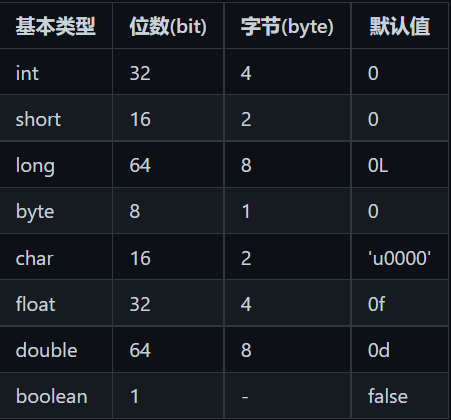 基本类型 位数(bit) 字节(byte) 默认值
int 32 4 0
short 16 2 0
long 64 8 0L
byte 8 1 0
char 16 2 'u0000'
float 32 4 0f
double 64 8 0d
boolean 1 - false